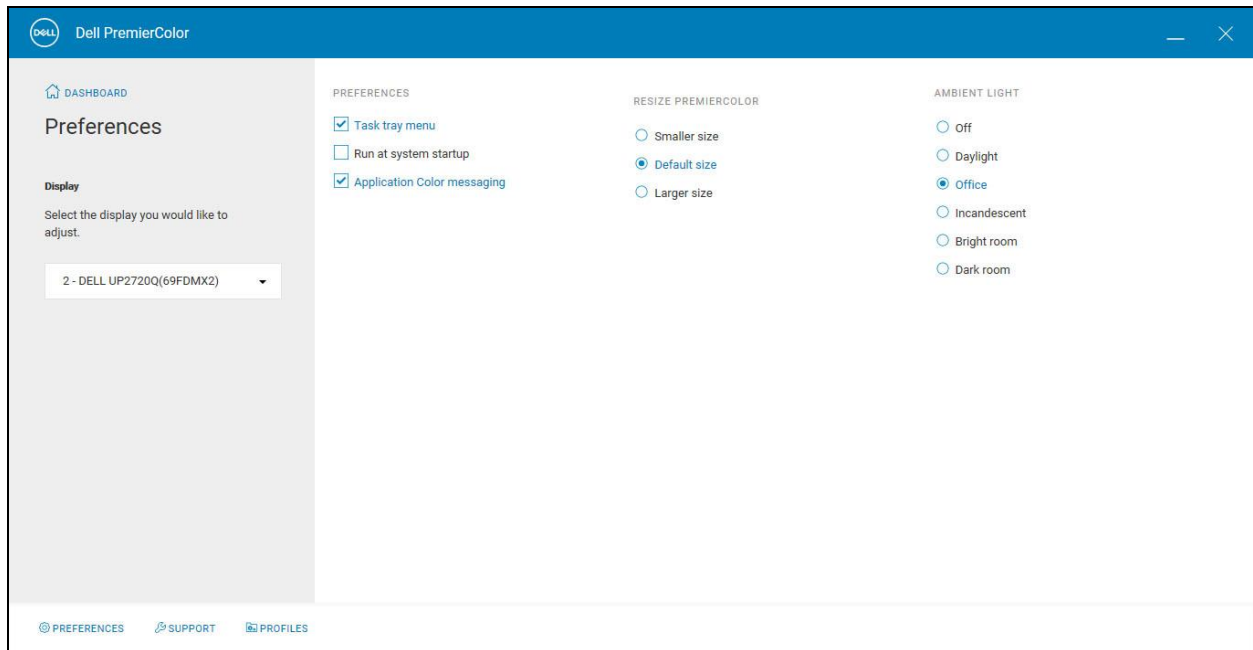 DELL
Dell PremierColor
DASHBOARD
Preferences
Display
Select the display you would like to
adjust.
2 - DELL UP2720Q(69FDMX2)
PREFERENCES
Task tray menu
Run at system startup
Application Color messaging
RESIZE PREMIERCOLOR
Smaller size
Default size
Larger size
AMBIENT LIGHT
Off
Daylight
Office
Incandescent
Bright room
Dark room
PREFERENCES
SUPPORT
PROFILES